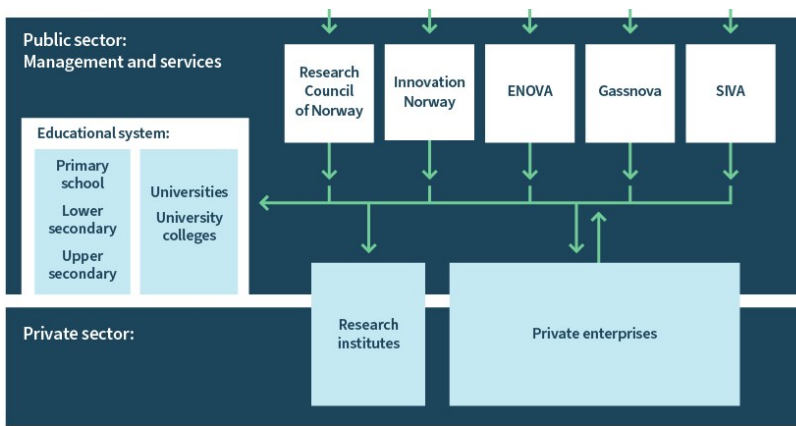 Public sector:
Management and services
Research
Council
of Norway
Innovation
Norway
ENOVA
Gassnova
SIVA
Educational system:
Primary
school
Lower
secondary
Upper
secondary
Universities
University
colleges
Research
institutes
Private enterprises
Private sector: